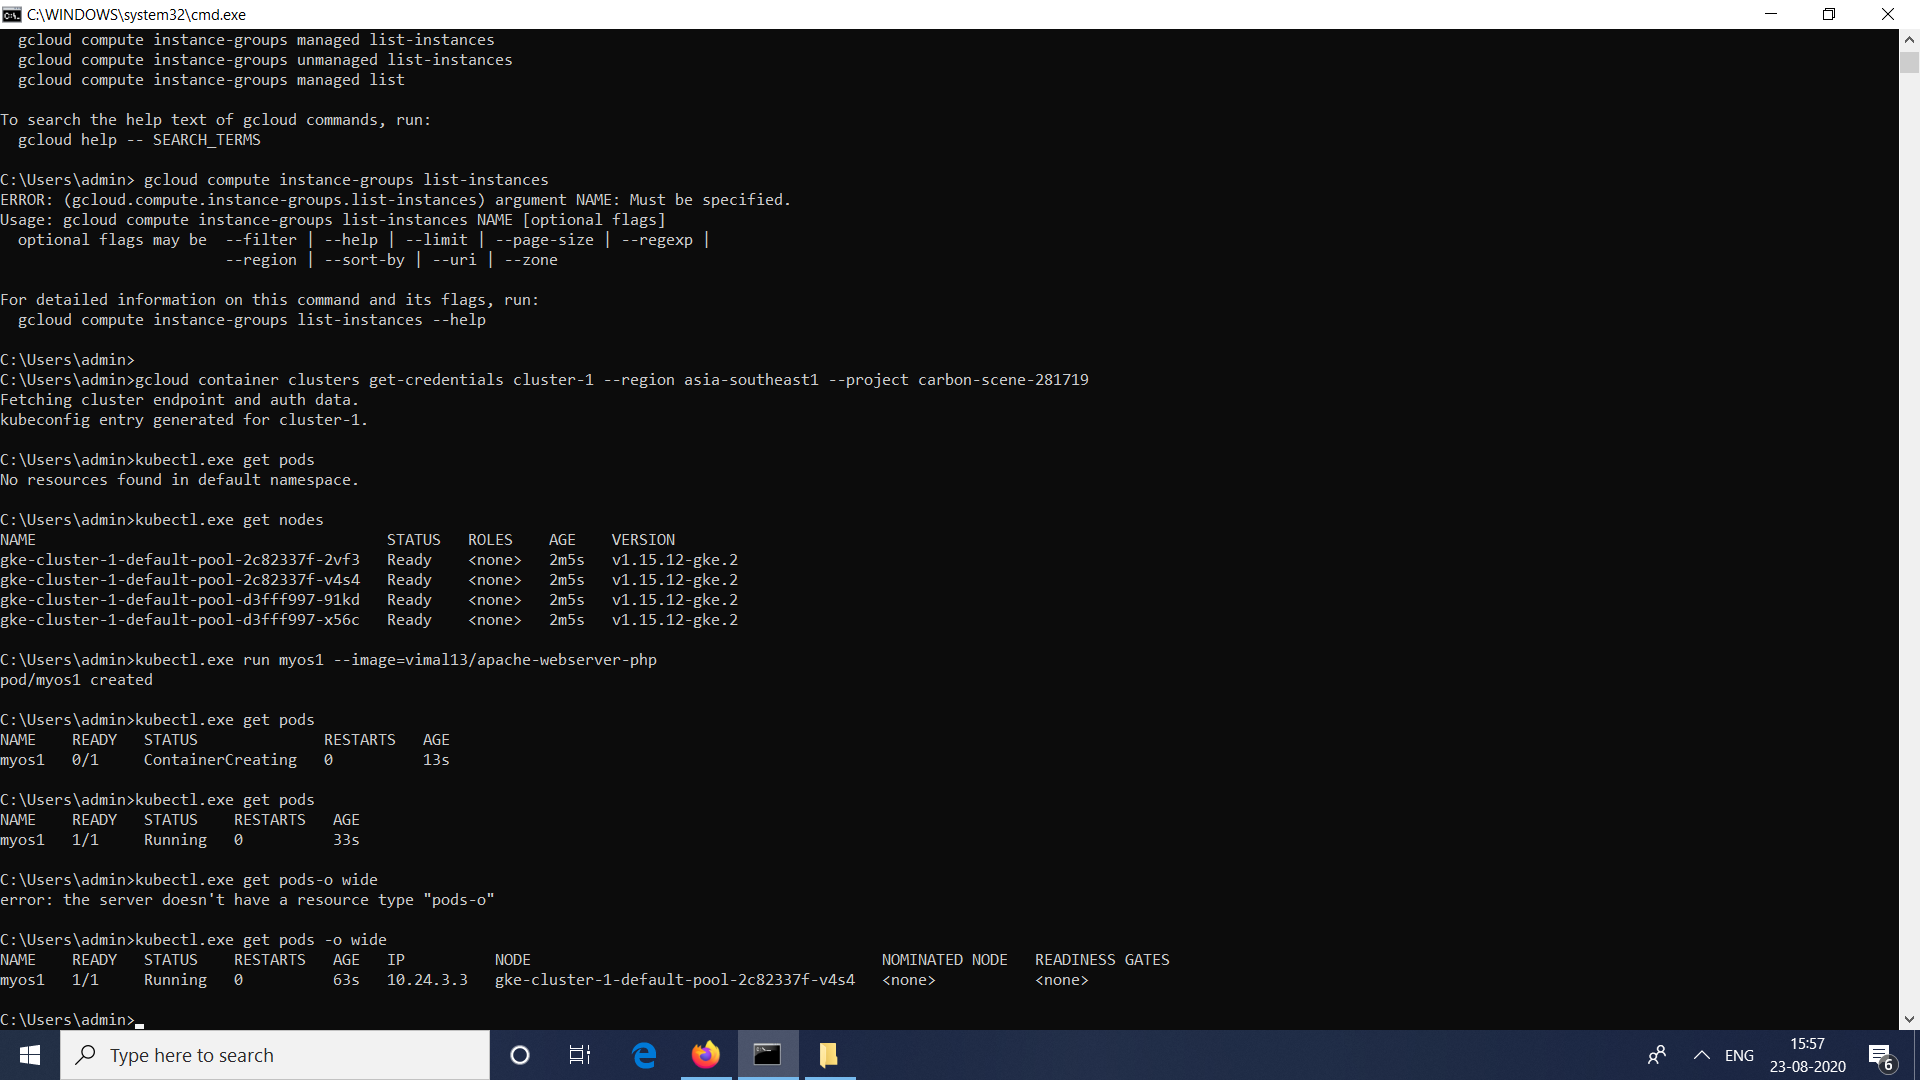 C:\WINDOWS\system32\cmd.exe
gcloud compute instance-groups managed list-instances
gcloud compute instance-groups unmanaged list-instances
gcloud compute instance-groups managed list
To search the help text of gcloud commands, run:
gcloud help -- SEARCH_TERMS
C:\Users\admin> gcloud compute instance-groups list-instances
ERROR: (gcloud.compute.instance-groups.list-instances) argument NAME: Must be specified.
Usage: gcloud compute instance-groups list-instances NAME [optional flags]
optional flags may be  --filter | --help | --limit | --page-size | --regexp |
--region | --sort-by | --uri | --zone
For detailed information on this command and its flags, run:
gcloud compute instance-groups list-instances --help
C:\Users\admin>
C:\Users\admin>gcloud container clusters get-credentials cluster-1 --region asia-southeast1 --project carbon-scene-281719
Fetching cluster endpoint and auth data.
kubeconfig entry generated for cluster-1.
C:\Users\admin>kubectl.exe get pods
No resources found in default namespace.
C:\Users\admin>kubectl.exe get nodes
NAME STATUS ROLES AGE VERSION
gke-cluster-1-default-pool-2c82337f-2vf3 Ready <none> 2m5s v1.15.12-gke.2
gke-cluster-1-default-pool-2c82337f-v4s4 Ready <none> 2m5s v1.15.12-gke.2
gke-cluster-1-default-pool-d3fff997-91kd Ready <none> 2m5s v1.15.12-gke.2
gke-cluster-1-default-pool-d3fff997-x56c Ready <none> 2m5s v1.15.12-gke.2
C:\Users\admin>kubectl.exe run myos1 --image=vimal13/apache-webserver-php
pod/myos1 created
C:\Users\admin>kubectl.exe get pods
NAME READY STATUS RESTARTS AGE
myos1 0/1 ContainerCreating 0 13s
C:\Users\admin>kubectl.exe get pods
NAME READY STATUS RESTARTS AGE
myos1 1/1 Running 0 33s
C:\Users\admin>kubectl.exe get pods-o wide
error: the server doesn't have a resource type "pods-o"
C:\Users\admin>kubectl.exe get pods -o wide
NAME READY STATUS RESTARTS AGE IP NODE NOMINATED NODE READINESS GATES
myos1 1/1 Running 0 63s 10.24.3.3 gke-cluster-1-default-pool-2c82337f-v4s4 <none> <none>
C:\Users\admin>
Type here to search
ENG
15:57
23-08-2020
6